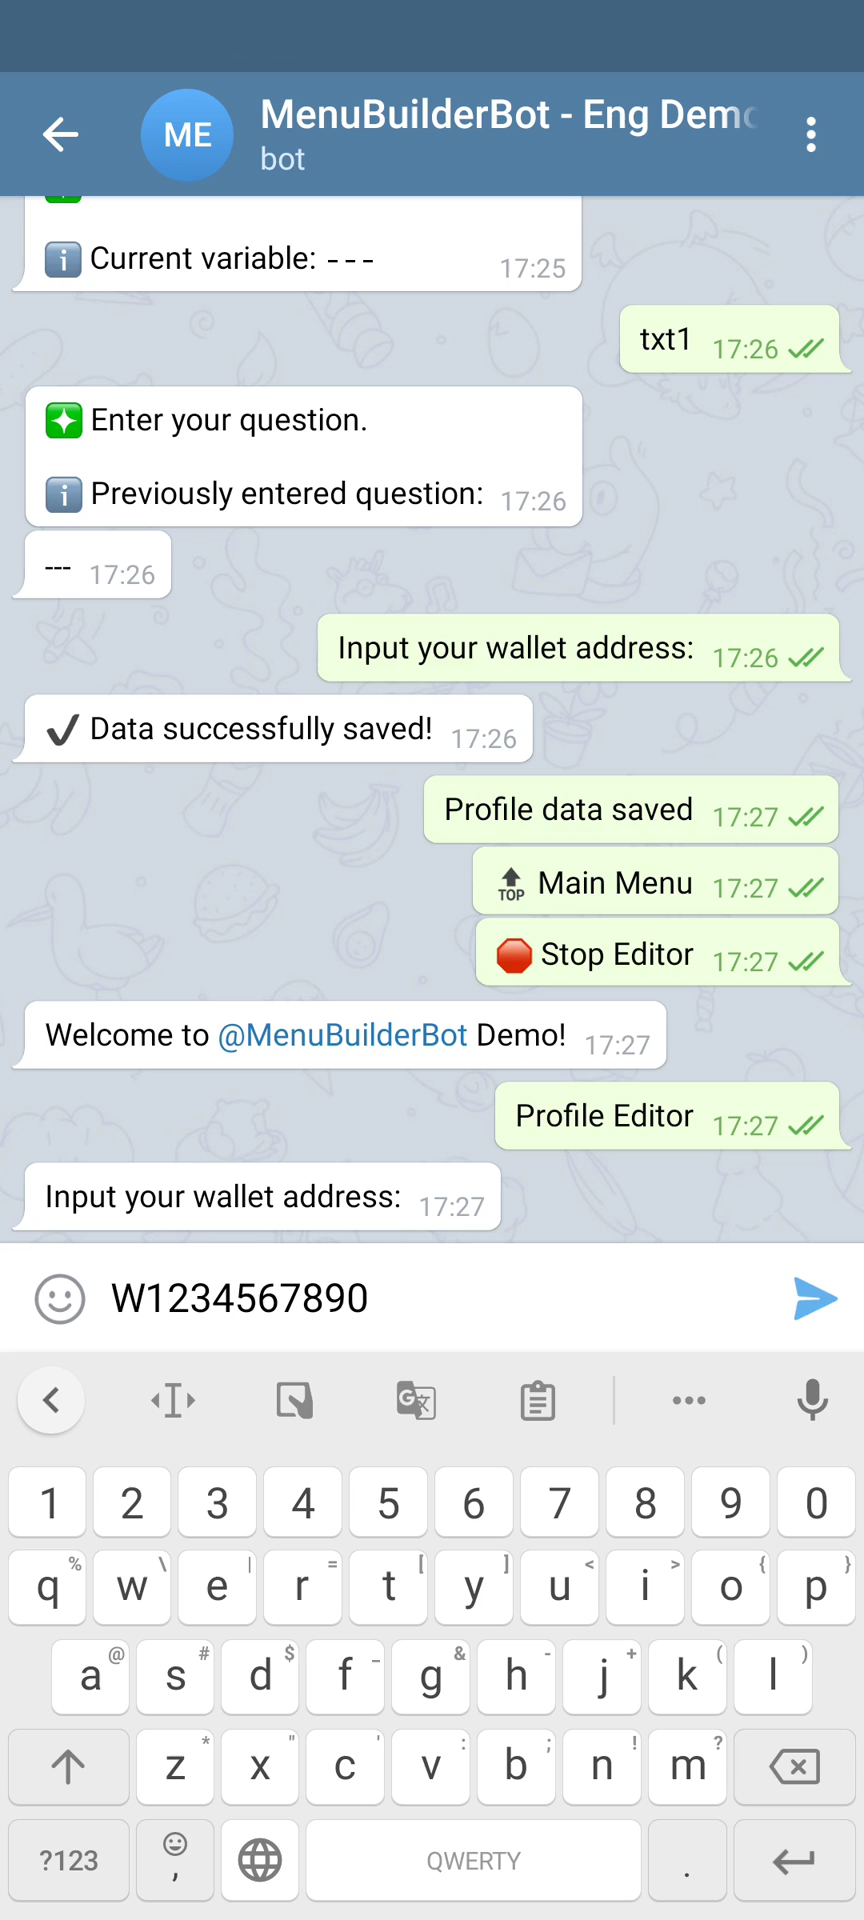 ME
MenuBuilderBot - Eng Demo
bot
Current variable: - - -
17:25
txt1 17:26
Enter your question.
Previously entered question: 17:26
--- 17:26
Input your wallet address: 17:26
Data successfully saved! 17:26
Profile data saved 17:27
TOP Main Menu 17:27
Stop Editor 17:27
Welcome to @MenuBuilderBot Demo! 17:27
Profile Editor 17:27
Input your wallet address: 17:27
W1234567890
1 2 3 4 5 6 7 8 9 0
% \ | = [ ] < > { }
q w e r t y u i o p
@ # $ _ & - + ( )
a s d f g h j k l
* " ' : ; ! ?
z x c v b n m
?123 , QWERTY .